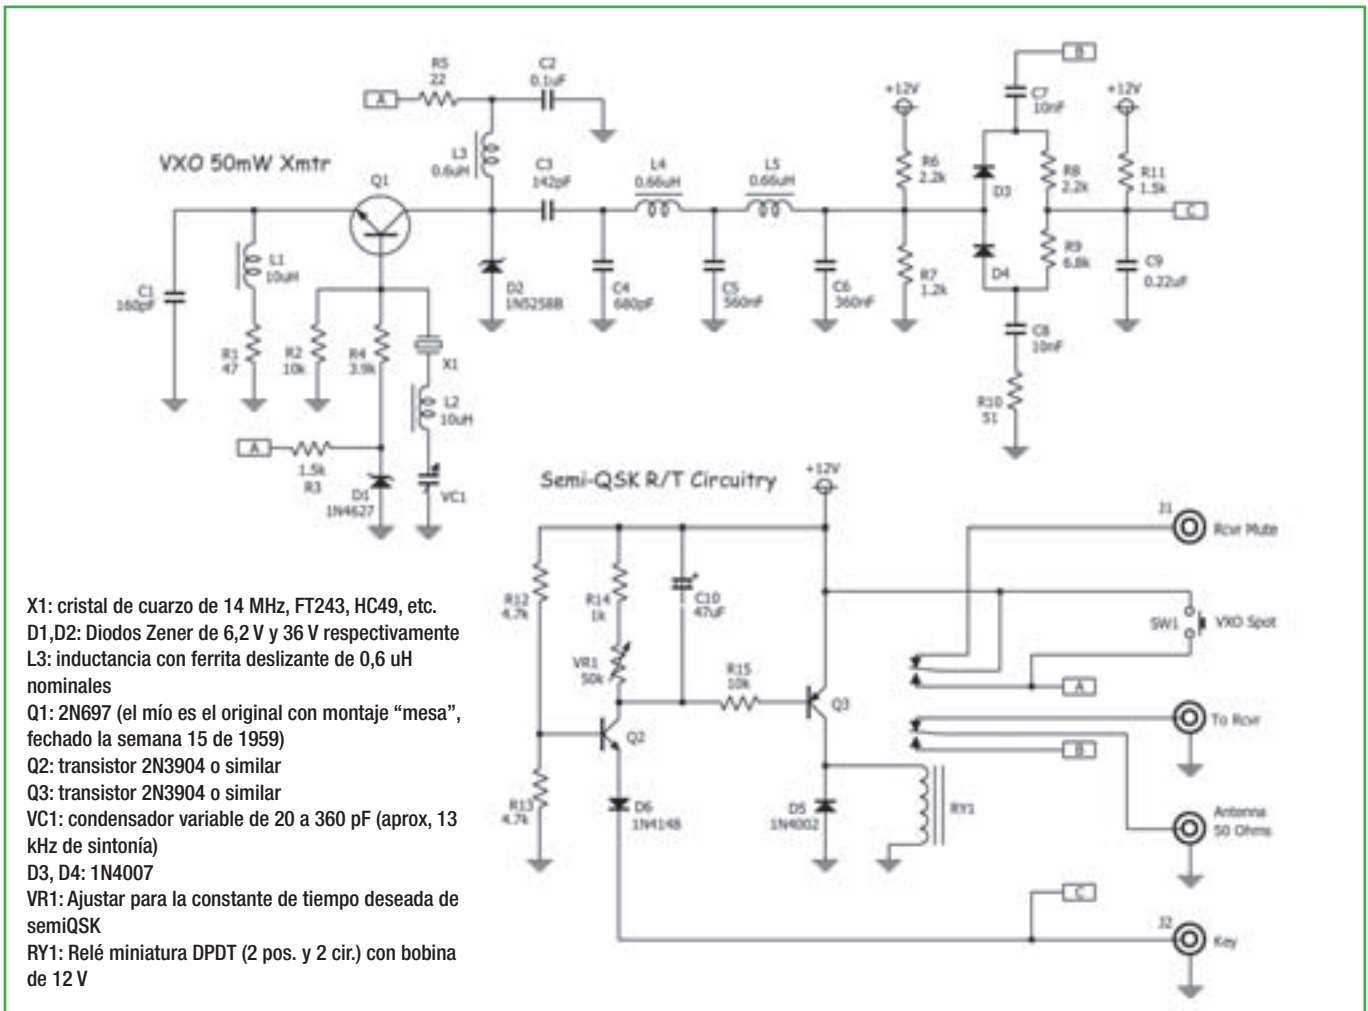 VXO 50mW Xmtr
A
R5
22
C2
0.1uF
L3
0.6uH
Q1
C3
142pF
L4
0.66uH
L5
0.66uH
+12V
R6
2.2k
B
C7
10nF
+12V
D3
R8
2.2k
R11
1.5k
C
C1
160pF
L1
10uH
R1
47
R2
10k
R4
3.9k
X1
L2
10uH
VC1
A
1.5k
R3
D1
1N4627
D2
1N5258B
C4
680pF
C5
560nF
C6
360nF
R7
1.2k
D4
R9
6.8k
C9
0.22uF
C8
10nF
R10
51
Semi-QSK R/T Circuitry
+12V
R12
4.7k
R14
1k
C10
47uF
VR1
50k
R15
10k
Q3
Q2
R13
4.7k
D6
1N4148
D5
1N4002
RY1
J1
Rcvr Mute
SW1
VXO Spot
A
To Rcvr
B
Antenna
50 Ohms
C
J2
Key
X1: cristal de cuarzo de 14 MHz, FT243, HC49, etc.
D1,D2: Diodos Zener de 6,2 V y 36 V respectivamente
L3: inductancia con ferrita deslizante de 0,6 uH
nominales
Q1: 2N697 (el mío es el original con montaje “mesa”,
fechado la semana 15 de 1959)
Q2: transistor 2N3904 o similar
Q3: transistor 2N3904 o similar
VC1: condensador variable de 20 a 360 pF (aprox, 13
kHz de sintonía)
D3, D4: 1N4007
VR1: Ajustar para la constante de tiempo deseada de
semiQSK
RY1: Relé miniatura DPDT (2 pos. y 2 cir.) con bobina
de 12 V